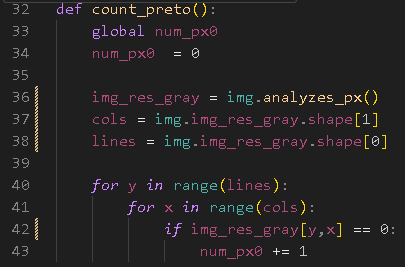 32 def count_preto():
33 global num_px0
34 num_px0 = 0
35
36 img_res_gray = img.analyzes_px()
37 cols = img.img_res_gray.shape[1]
38 lines = img.img_res_gray.shape[0]
39
40 for y in range(lines):
41 for x in range(cols):
42 if img_res_gray[y,x] == 0:
43 num_px0 += 1